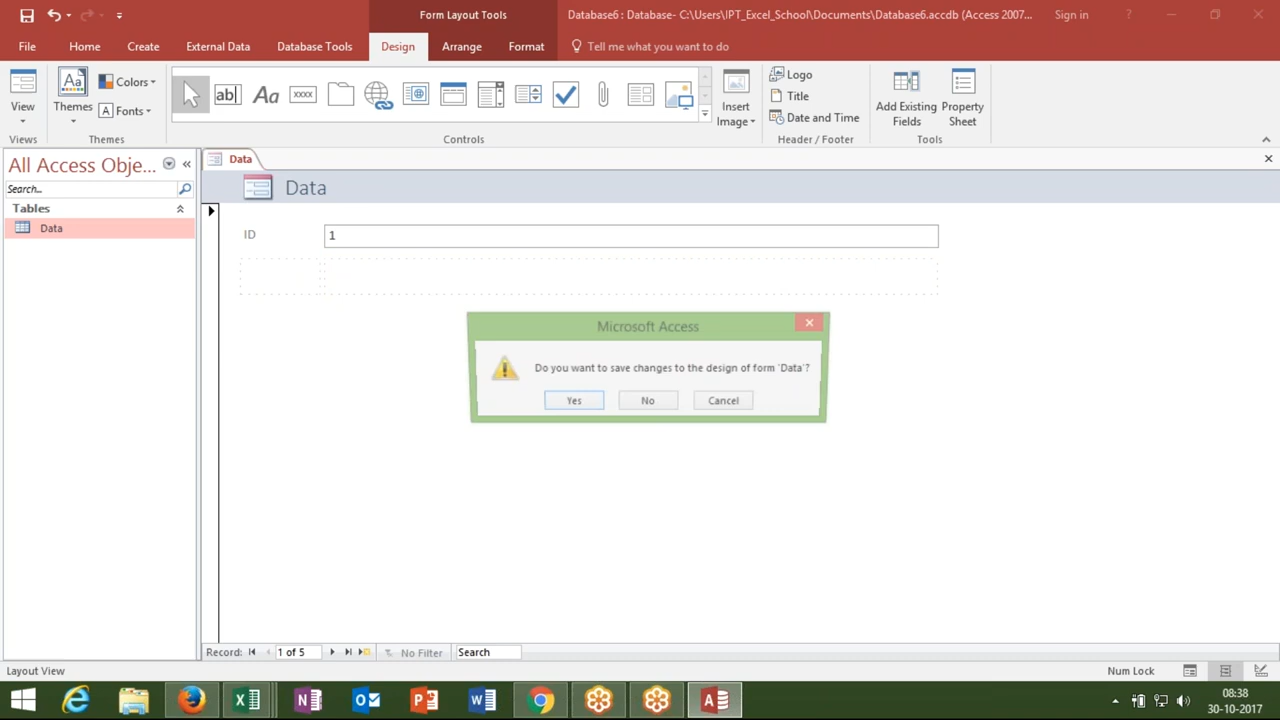 Form Layout Tools
Database6 : Database- C:\Users\IPT_Excel_School\Documents\Database6.accdb (Access 2007...
Sign in
?
File
Home
Create
External Data
Database Tools
Design
Arrange
Format
Tell me what you want to do
View
Aa
Themes
Colors
A Fonts
ab|
Aa
xxxx
Insert
Image
Logo
Title
Date and Time
Add Existing
Fields
Property
Sheet
Views
Themes
Controls
Header / Footer
Tools
All Access Obje...
«
Search...
Tables
Data
Data
Data
ID
1
Microsoft Access
Do you want to save changes to the design of form 'Data'?
Yes
No
Cancel
Record:
1 of 5
No Filter
Search
Layout View
Num Lock
08:38
30-10-2017